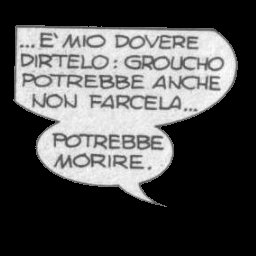 ... E' MIO DOVERE
DIRTELO: GROUCHO
POTREBBE ANCHE
NON FARCELA...
POTREBBE
MORIRE.